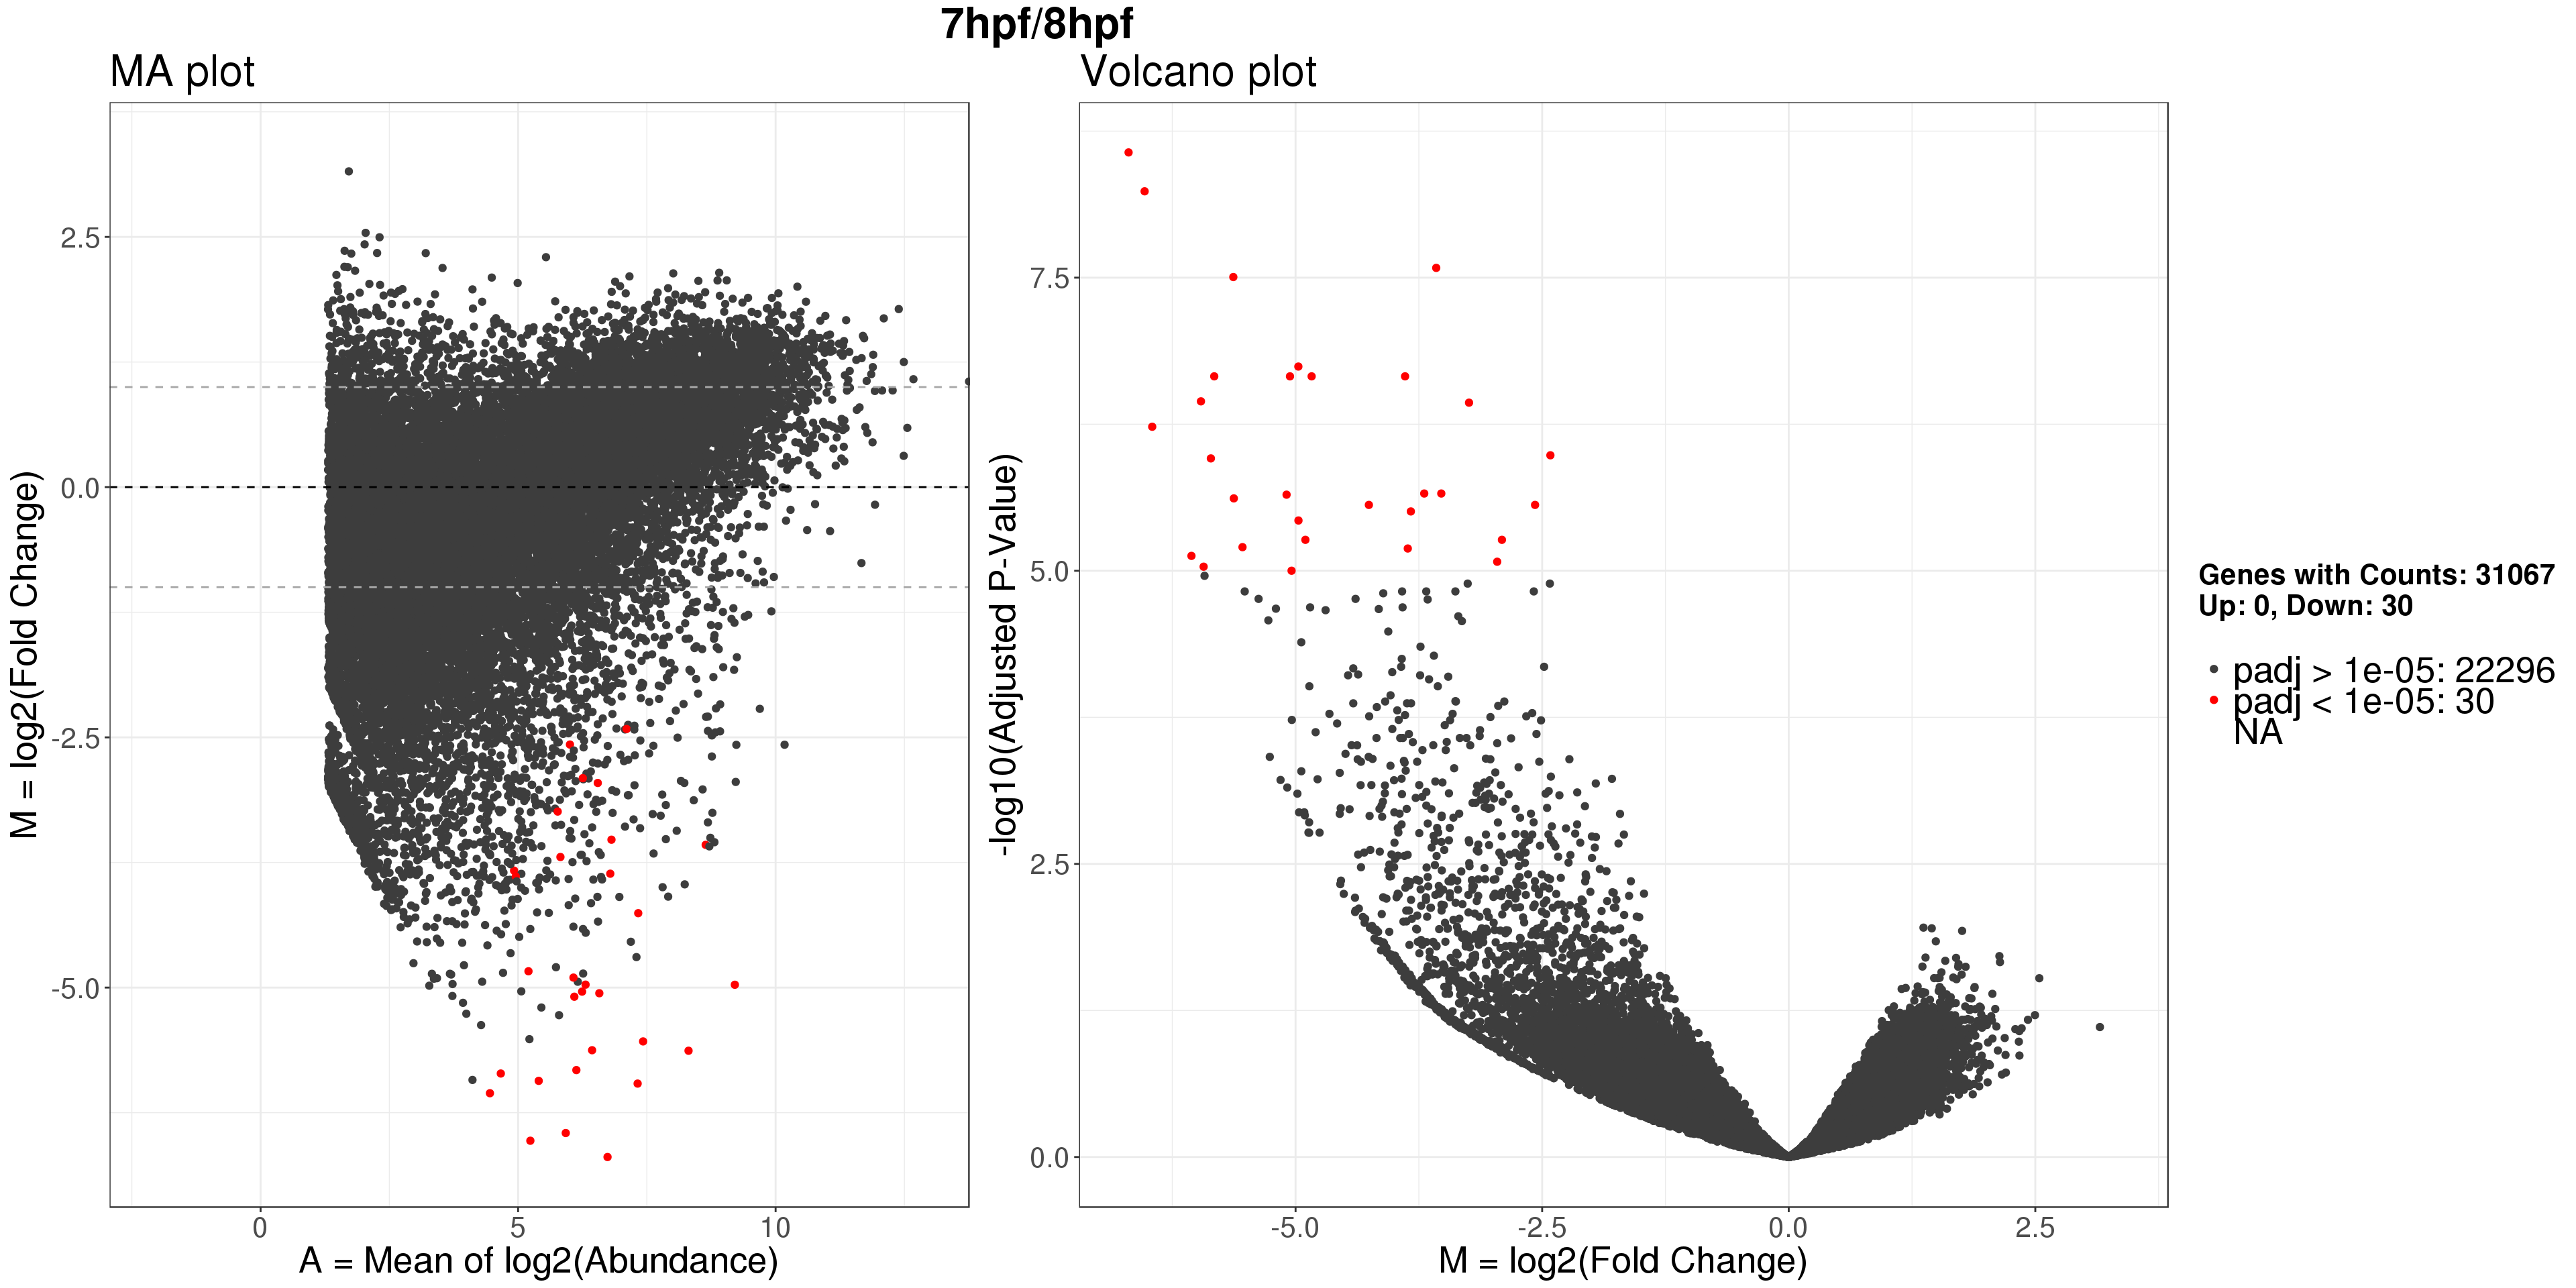 7hpf/8hpf
MA plot
M = log2(Fold Change)
2.5
0.0
-2.5
-5.0
0
5
10
A = Mean of log2(Abundance)
Volcano plot
-log10(Adjusted P-Value)
7.5
5.0
2.5
0.0
-5.0
-2.5
0.0
2.5
M = log2(Fold Change)
Genes with Counts: 31067
Up: 0, Down: 30
padj > 1e-05: 22296
padj < 1e-05: 30
NA